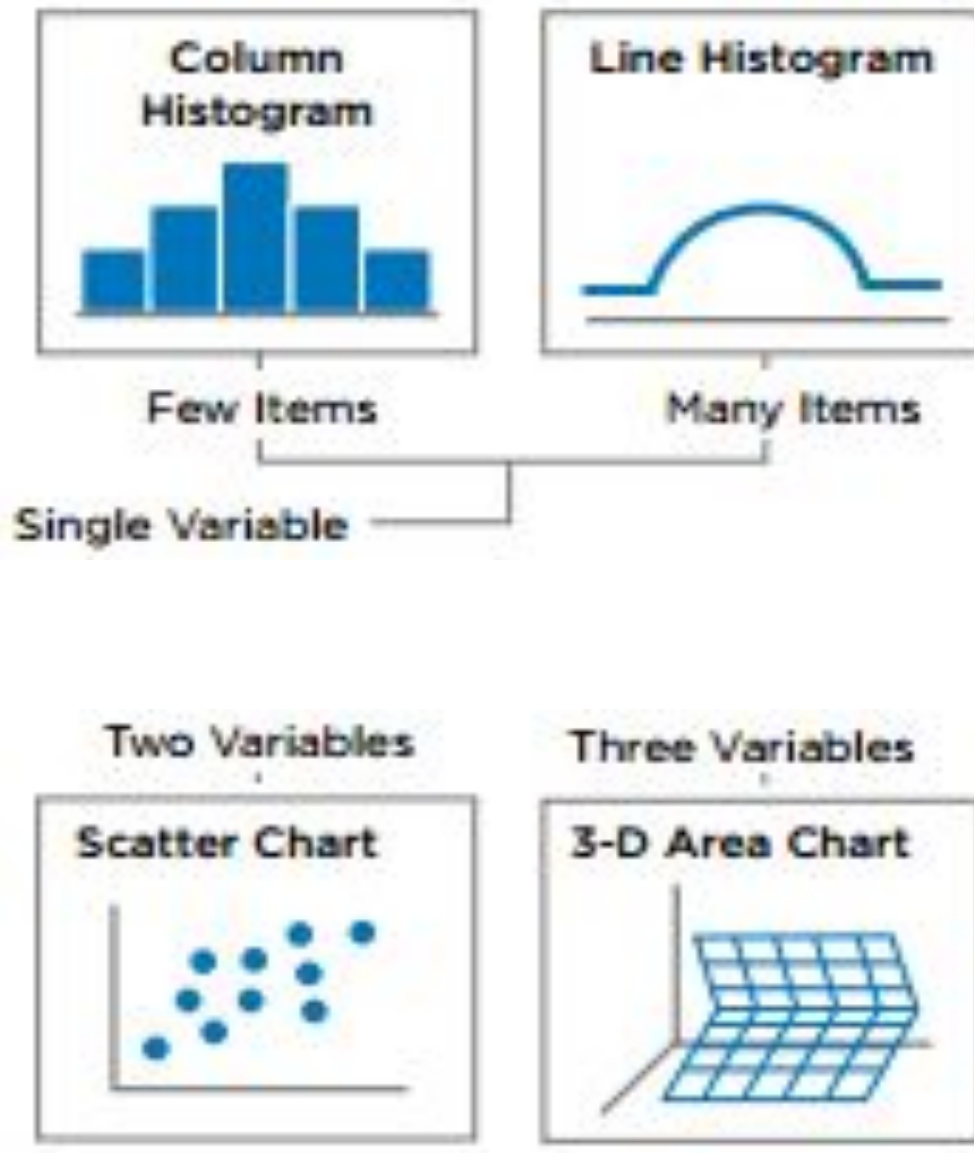 Column
Histogram
Line Histogram
Few Items
Many Items
Single Variable
Two Variables
Three Variables
Scatter Chart
3-D Area Chart